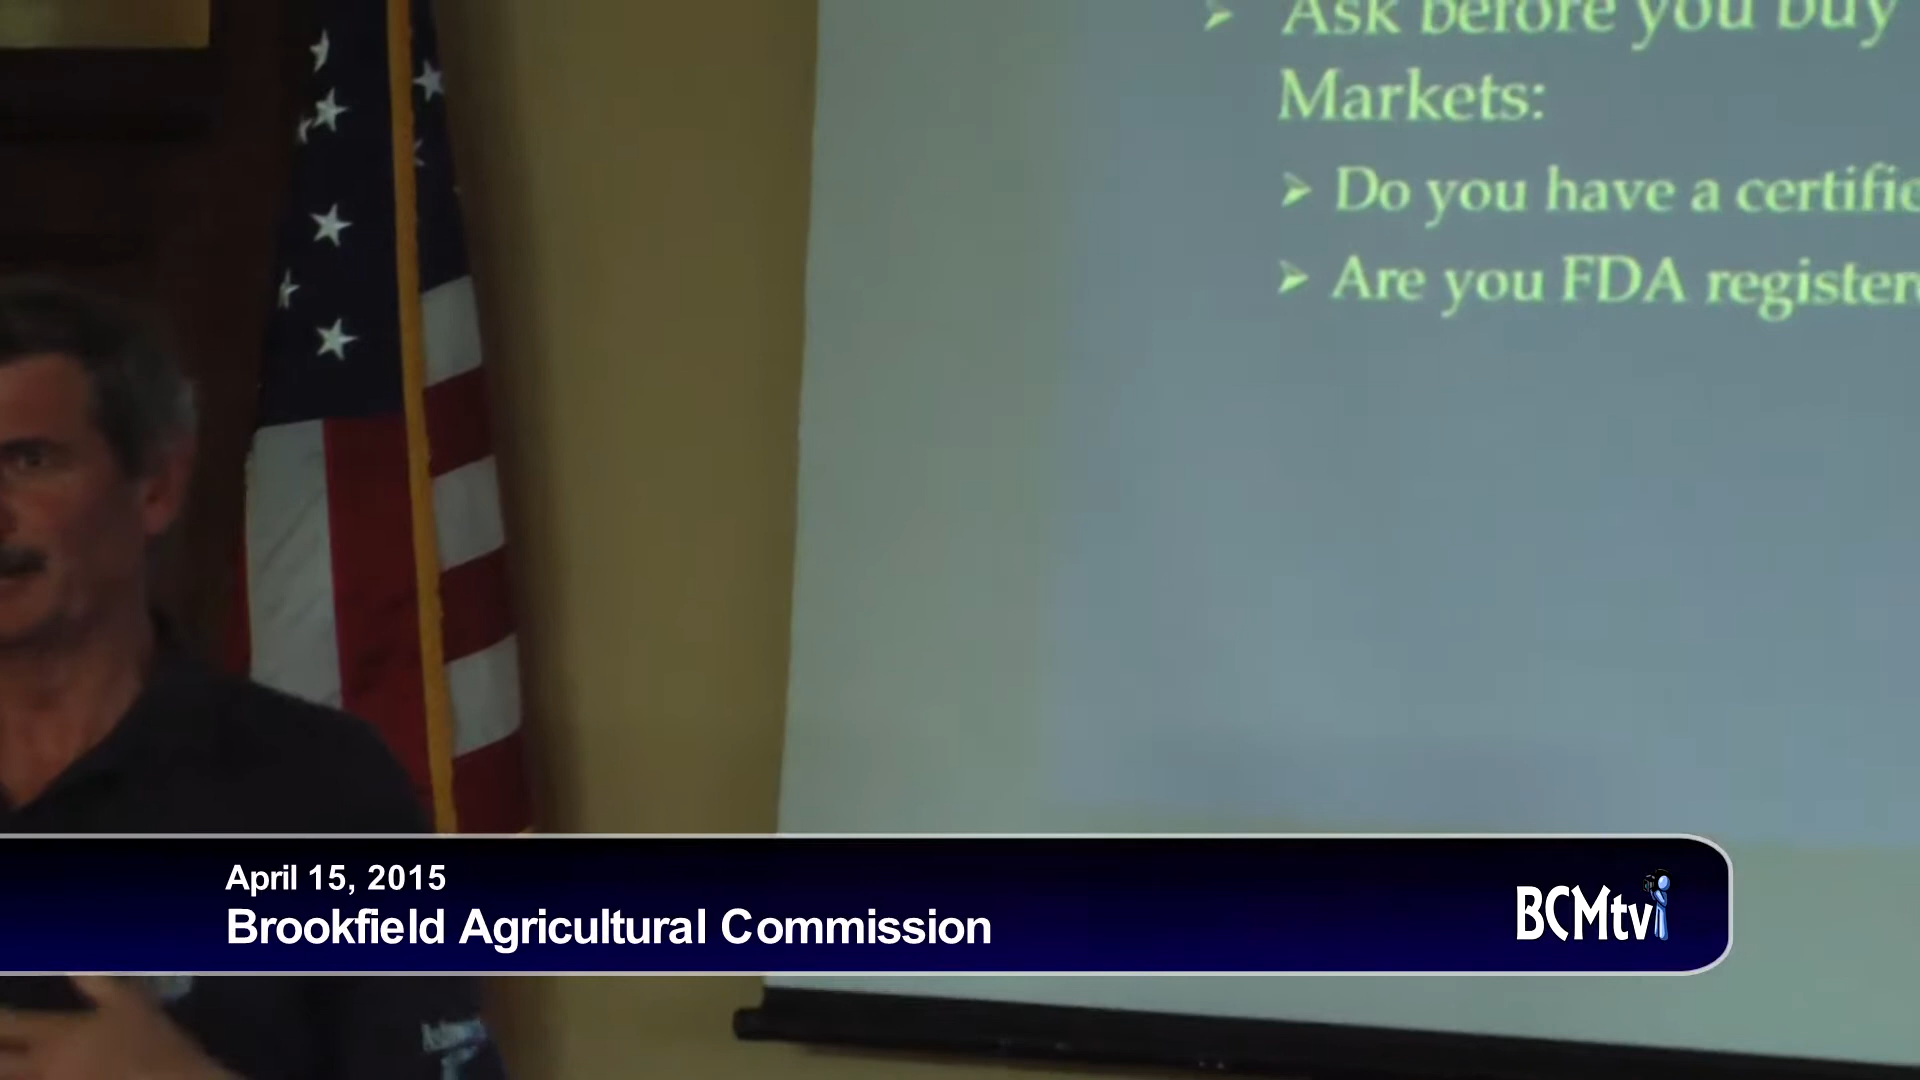 Ask before you buy
Markets:
➢ Do you have a certifie
➢ Are you FDA register
April 15, 2015
Brookfield Agricultural Commission
BCMtv